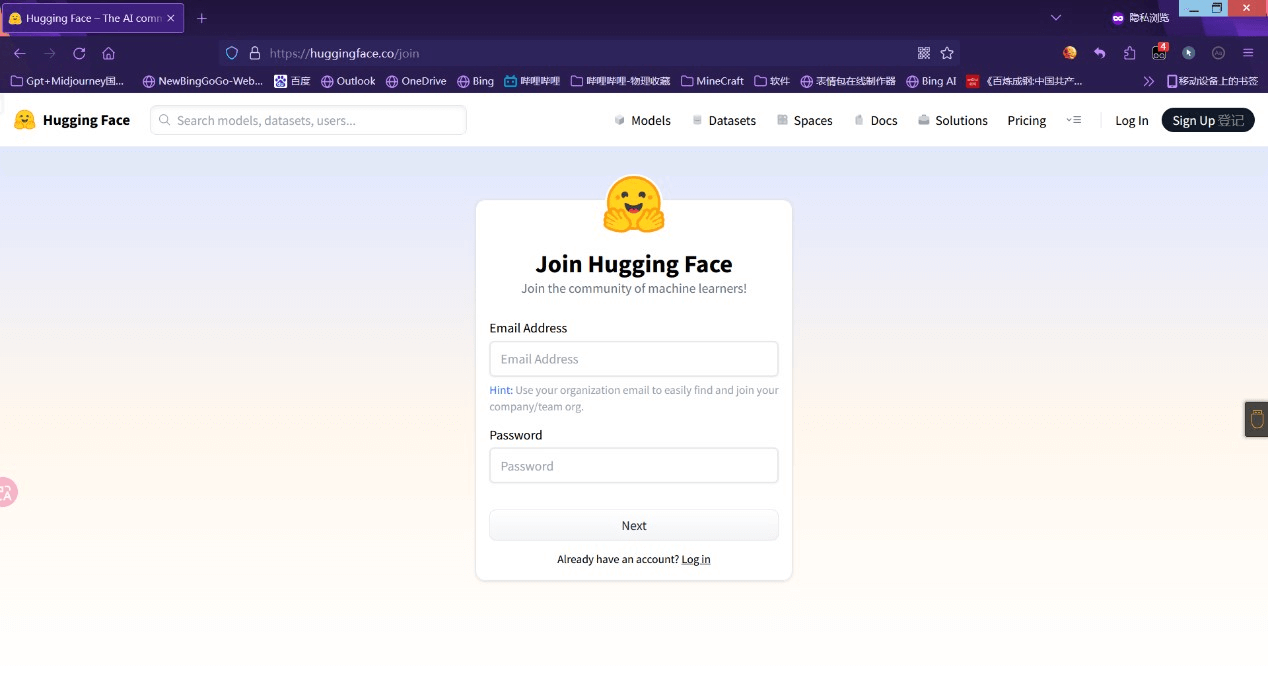 Hugging Face – The AI comm
隐私浏览
https://huggingface.co/join
4
Gpt+Midjourney国... NewBingGoGo-Web... 百度 Outlook OneDrive Bing 哔哩哔哩 哔哩哔哩-物理收藏 MineCraft 软件 表情包在线制作器 Bing AI 《百炼成钢:中国共产... 移动设备上的书签
Hugging Face Search models, datasets, users... Models Datasets Spaces Docs Solutions Pricing Log In Sign Up 登记
Join Hugging Face
Join the community of machine learners!
Email Address
Email Address
Hint: Use your organization email to easily find and join your
company/team org.
Password
Password
Next
Already have an account? Log in